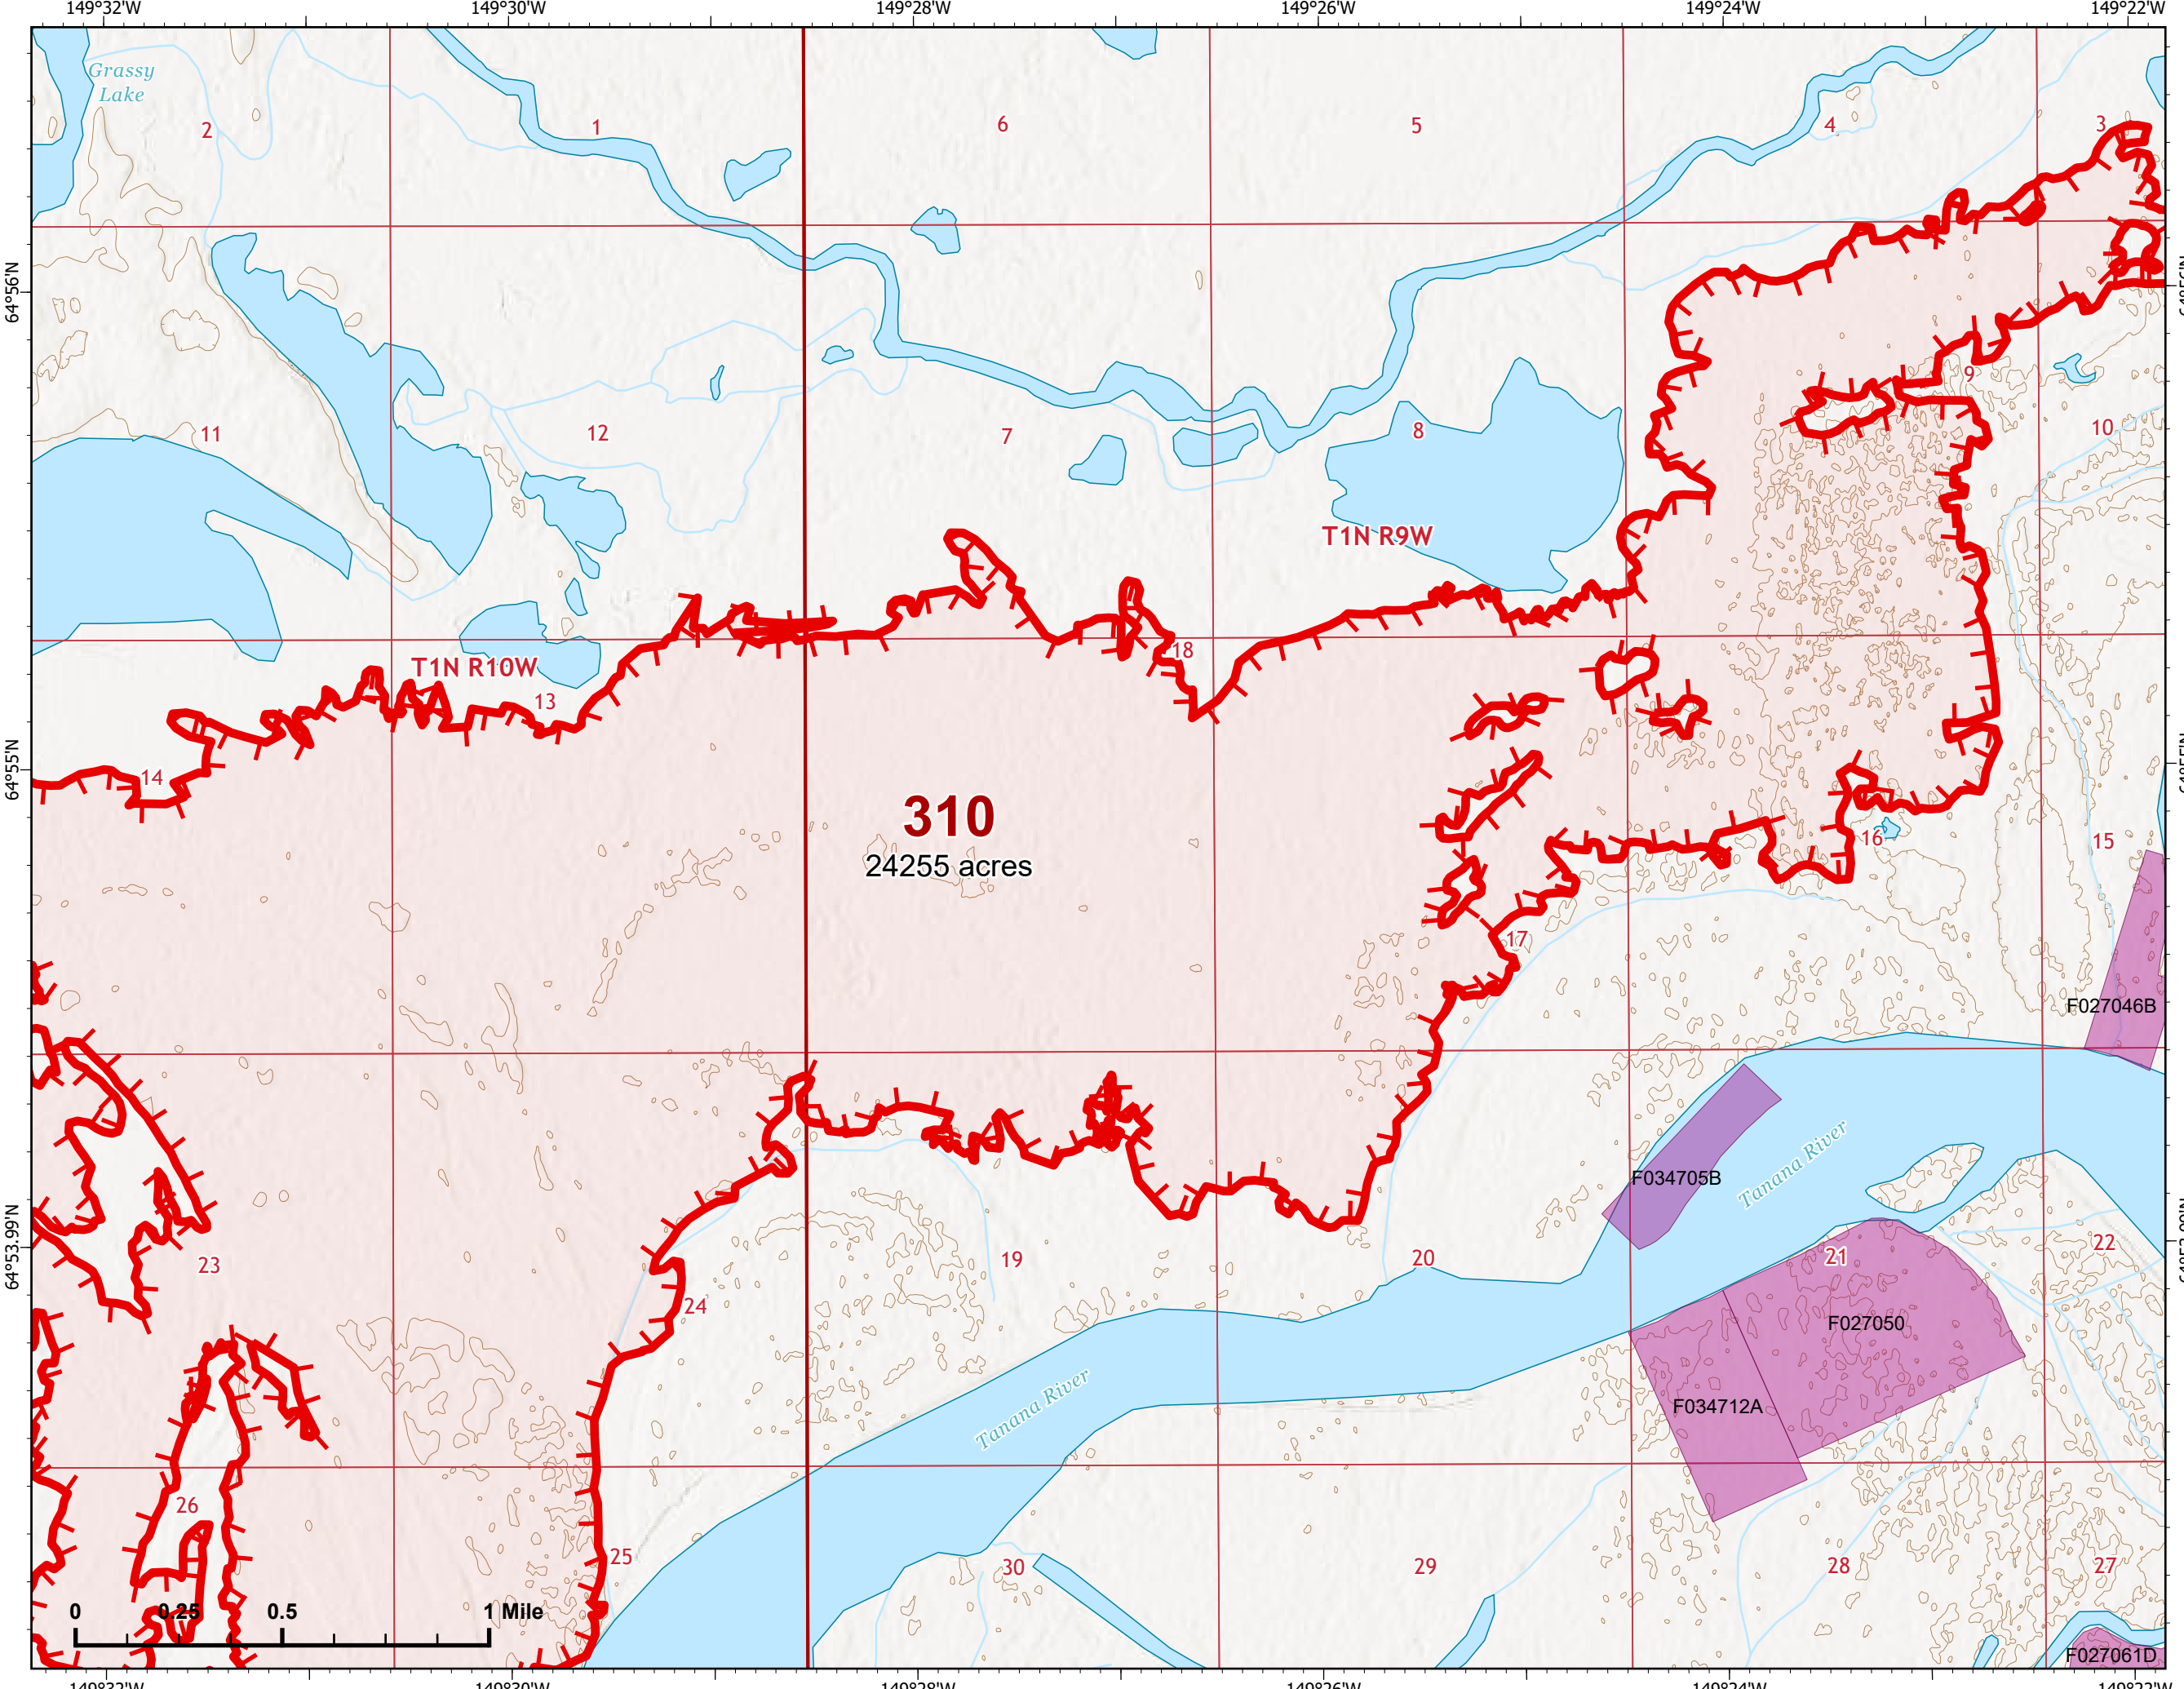 149°32'W 149°30'W 149°28'W 149°26'W 149°24'W 149°22'W
Grassy
Lake
2 1 6 5 4 3
64°56'N
9
11 12 7 8 10
T1N R9W
18
T1N R10W
13
64°55'N
14
310
24255 acres
16 15
17
F027046B
F034705B
Tanana River
64°53.99'N
23 19 20 21 22
24
F027050
Tanana River
F034712A
26
25 30 29 28 27
0 0.25 0.5 1 Mile
F027061D